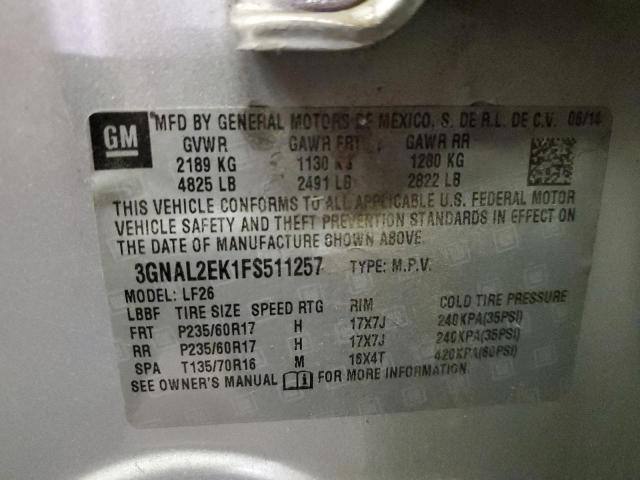 GM
MFD BY GENERAL MOTORS DE MEXICO, S. DE R.L. DE C.V. 06/14
GVWR GAWR FRT GAWR RR
2189 KG 1130 KG 1280 KG
4825 LB 2491 LB 2822 LB
THIS VEHICLE CONFORMS TO ALL APPLICABLE U.S. FEDERAL MOTOR
VEHICLE SAFETY AND THEFT PREVENTION STANDARDS IN EFFECT ON
THE DATE OF MANUFACTURE SHOWN ABOVE.
3GNAL2EK1FS511257 TYPE: M.P.V.
MODEL: LF26
LBBF TIRE SIZE SPEED RTG RIM COLD TIRE PRESSURE
FRT P235/60R17 H 17X7J 240KPA(35PSI)
RR P235/60R17 H 17X7J 240KPA(35PSI)
SPA T135/70R16 M 16X4T 420KPA(60PSI)
SEE OWNER'S MANUAL FOR MORE INFORMATION